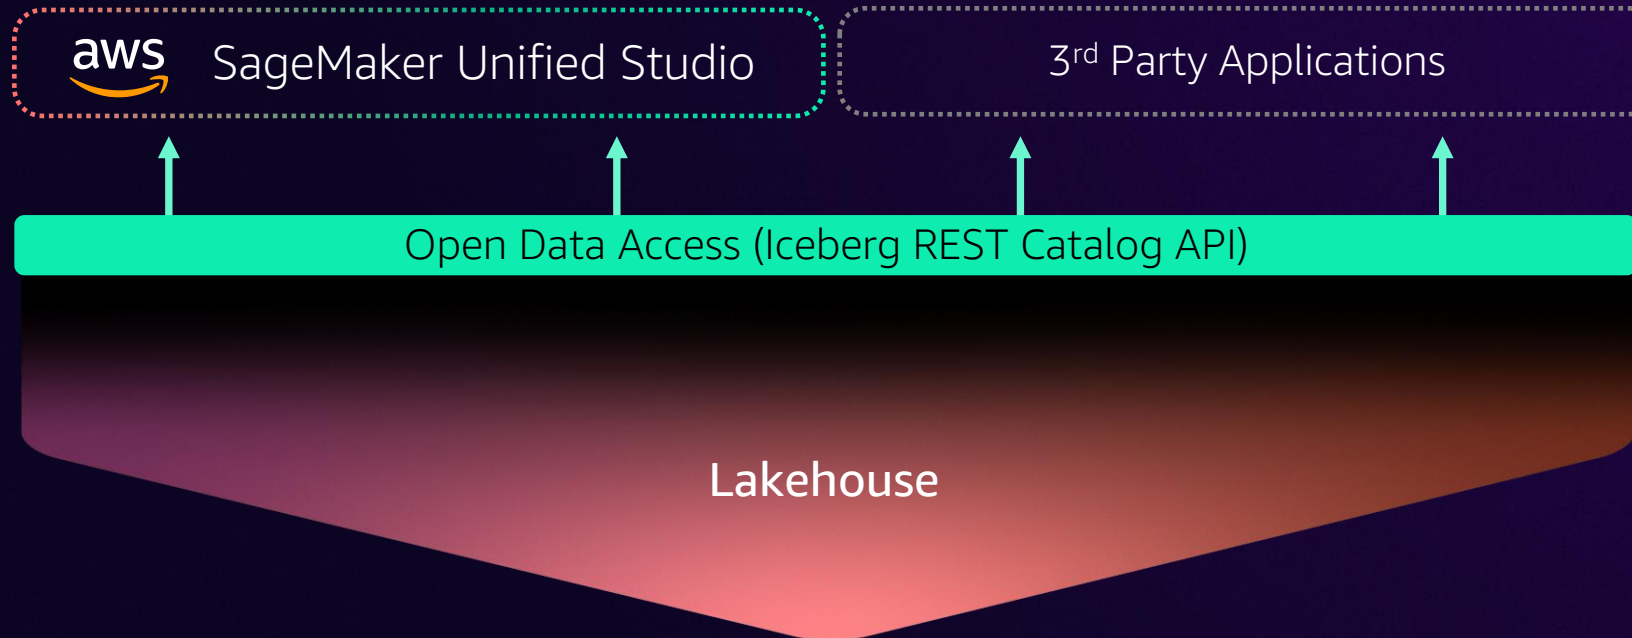 aws SageMaker Unified Studio
3rd Party Applications
Open Data Access (Iceberg REST Catalog API)
Lakehouse